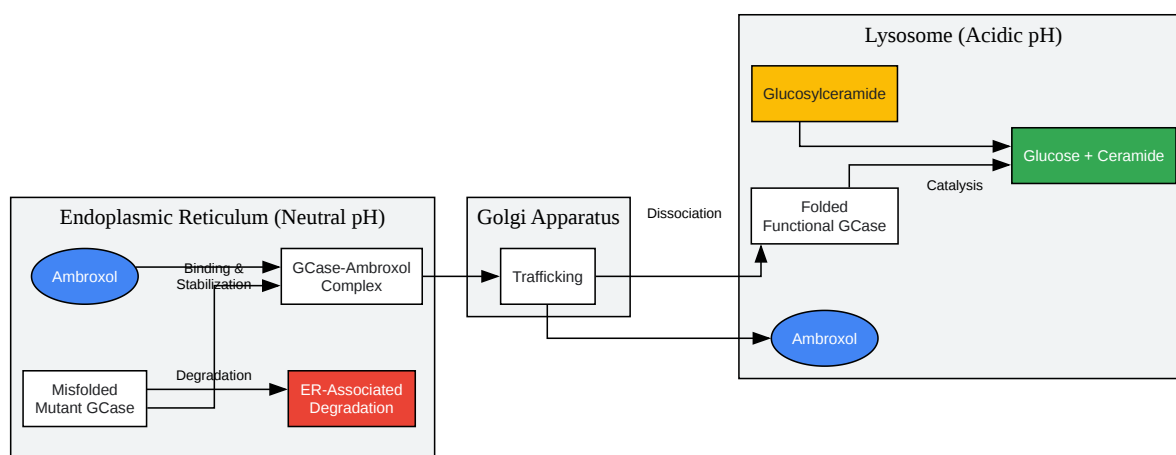 Endoplasmic Reticulum (Neutral pH)
Ambroxol
Binding &
Stabilization
GCase-Ambroxol
Complex
Misfolded
Mutant GCase
Degradation
ER-Associated
Degradation
Golgi Apparatus
Trafficking
Dissociation
Lysosome (Acidic pH)
Glucosylceramide
Glucose + Ceramide
Catalysis
Folded
Functional GCase
Ambroxol